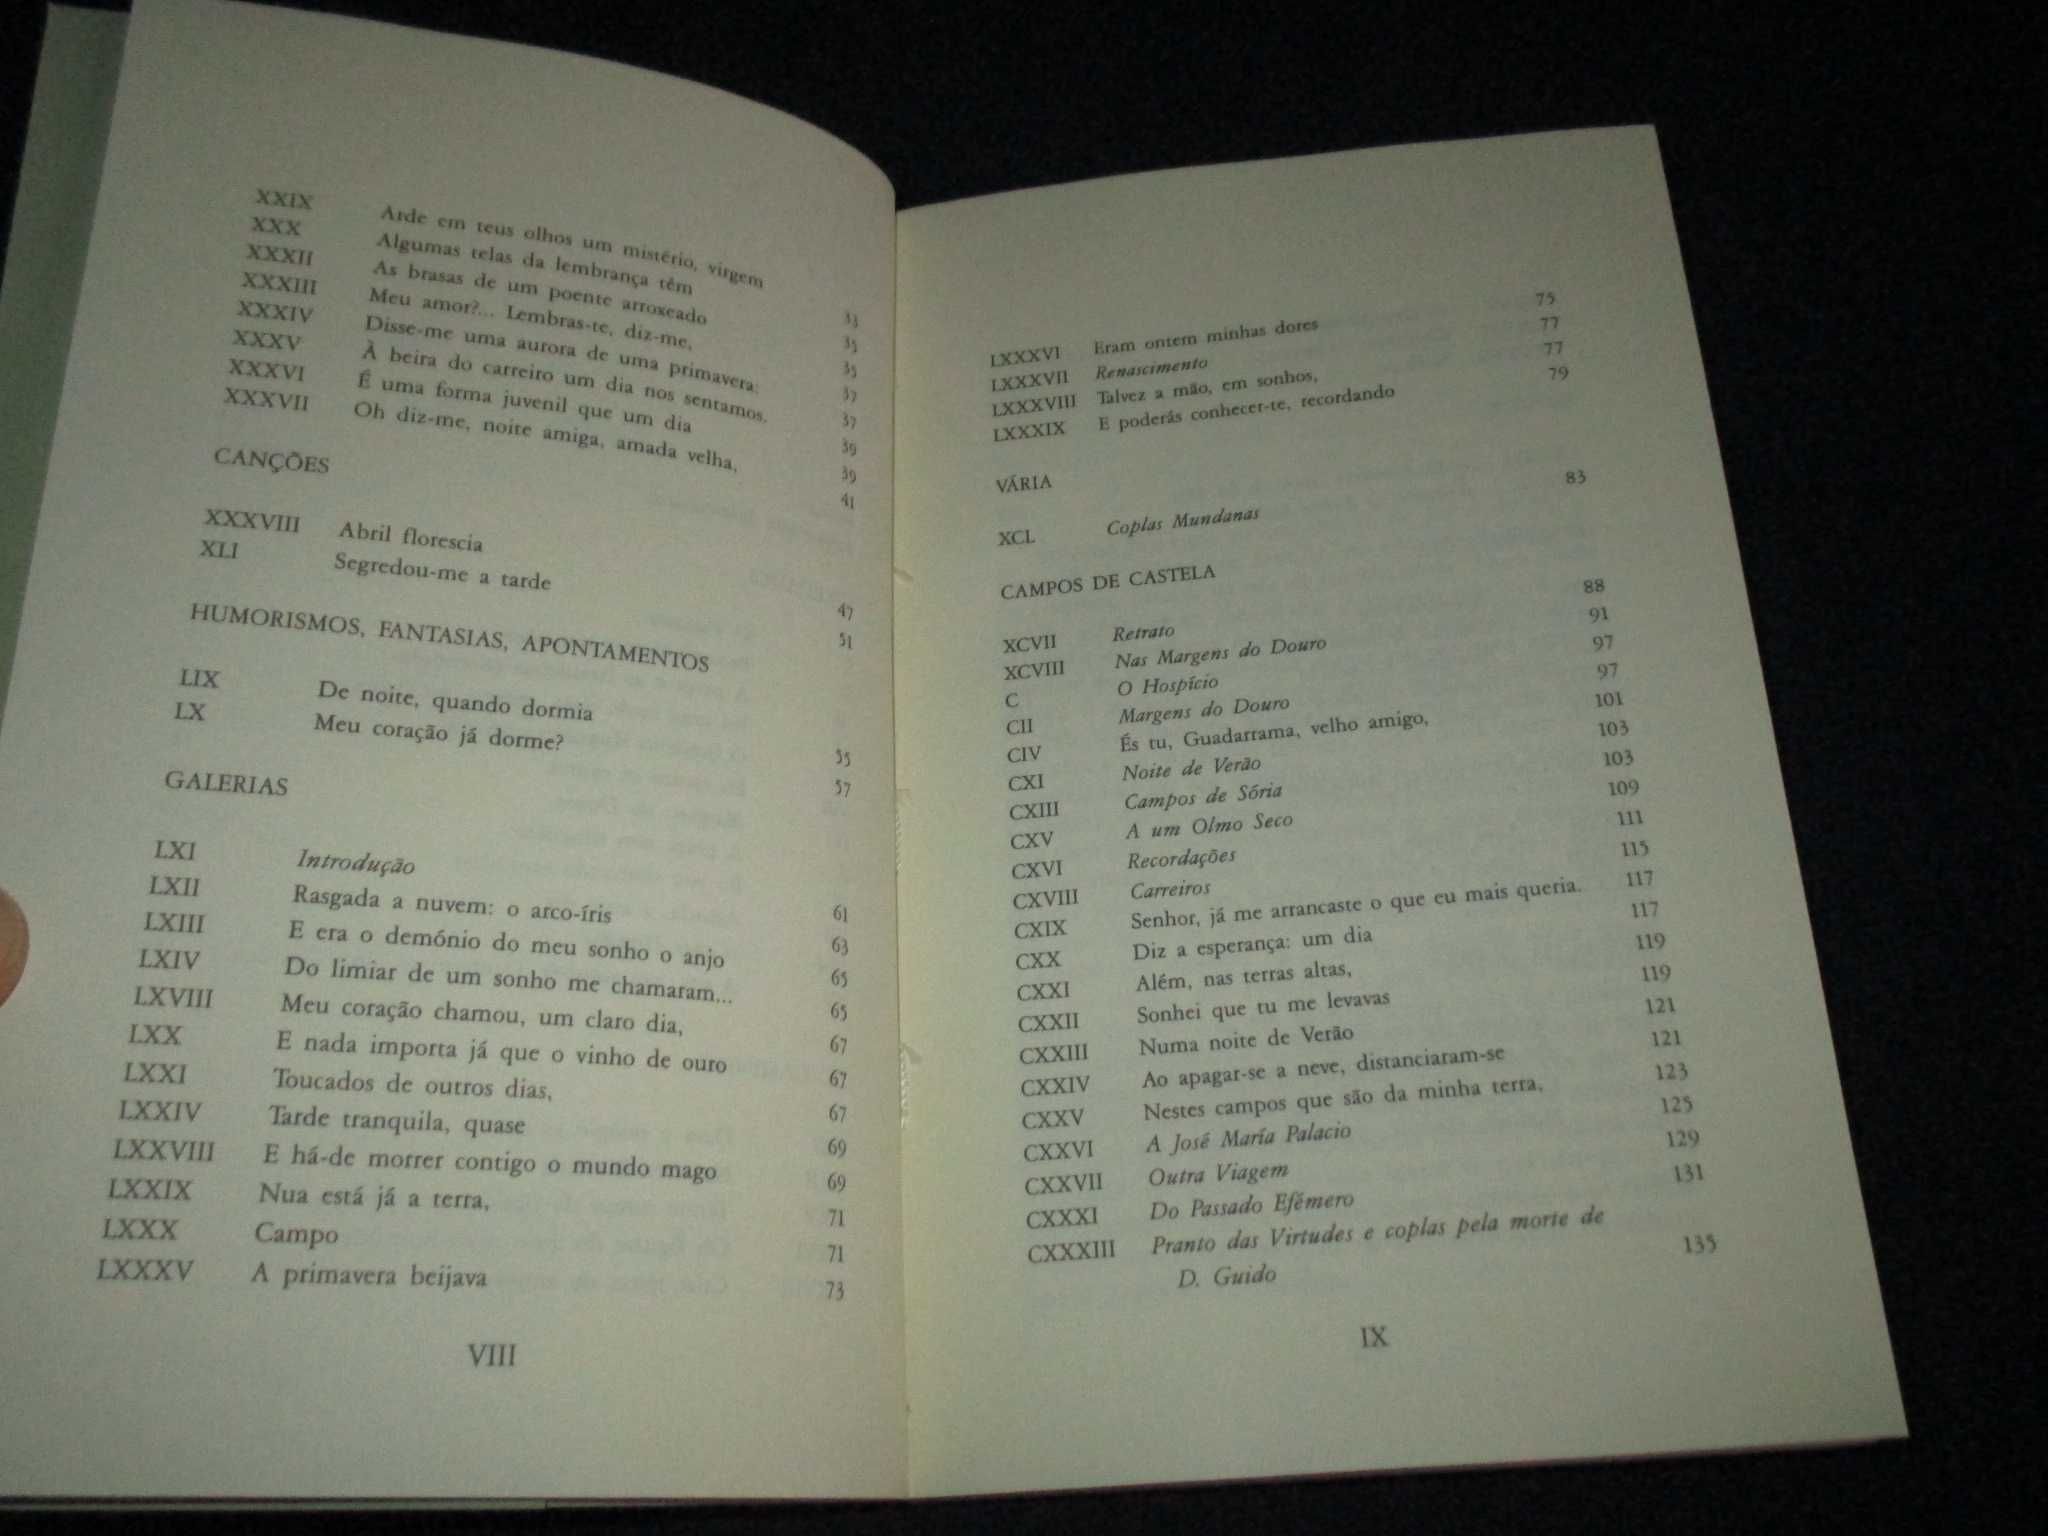 XXIX Arde em teus olhos um mistério, virgem 33
XXX Algumas telas da lembrança têm 35
XXXII As brasas de um poente arroxeado 35
XXXIII Meu amor?... Lembras-te, diz-me, 37
XXXIV Disse-me uma aurora de uma primavera: 37
XXXV À beira do carreiro um dia nos sentamos. 39
XXXVI É uma forma juvenil que um dia 39
XXXVII Oh diz-me, noite amiga, amada velha, 41
CANÇÕES
XXXVIII Abril florescia 47
XLI Segredou-me a tarde 51
HUMORISMOS, FANTASIAS, APONTAMENTOS
LIX De noite, quando dormia 55
LX Meu coração já dorme? 57
GALERIAS
LXI Introdução 61
LXII Rasgada a nuvem: o arco-íris 63
LXIII E era o demónio do meu sonho o anjo 65
LXIV Do limiar de um sonho me chamaram... 65
LXVIII Meu coração chamou, um claro dia, 67
LXX E nada importa já que o vinho de ouro 67
LXXI Toucados de outros dias, 67
LXXIV Tarde tranquila, quase 69
LXXVIII E há-de morrer contigo o mundo mago 69
LXXIX Nua está já a terra, 71
LXXX Campo 71
LXXXV A primavera beijava 73
VIII
LXXXVI Eram ontem minhas dores 75
LXXXVII Renascimento 77
LXXXVIII Talvez a mão, em sonhos, 77
LXXXIX E poderás conhecer-te, recordando 79
VÁRIA
XCL Coplas Mundanas 83
CAMPOS DE CASTELA
XCVII Retrato 88
XCVIII Nas Margens do Douro 91
C O Hospício 97
CII Margens do Douro 97
CIV És tu, Guadarrama, velho amigo, 101
CXI Noite de Verão 103
CXIII Campos de Sória 103
CXV A um Olmo Seco 109
CXVI Recordações 111
CXVIII Carreiros 115
CXIX Senhor, já me arrancaste o que eu mais queria. 117
CXX Diz a esperança: um dia 117
CXXI Além, nas terras altas, 119
CXXII Sonhei que tu me levavas 119
CXXIII Numa noite de Verão 121
CXXIV Ao apagar-se a neve, distanciaram-se 121
CXXV Nestes campos que são da minha terra, 123
CXXVI A José María Palacio 125
CXXVII Outra Viagem 129
CXXXI Do Passado Efémero 131
CXXXIII Pranto das Virtudes e coplas pela morte de
D. Guido 135
IX